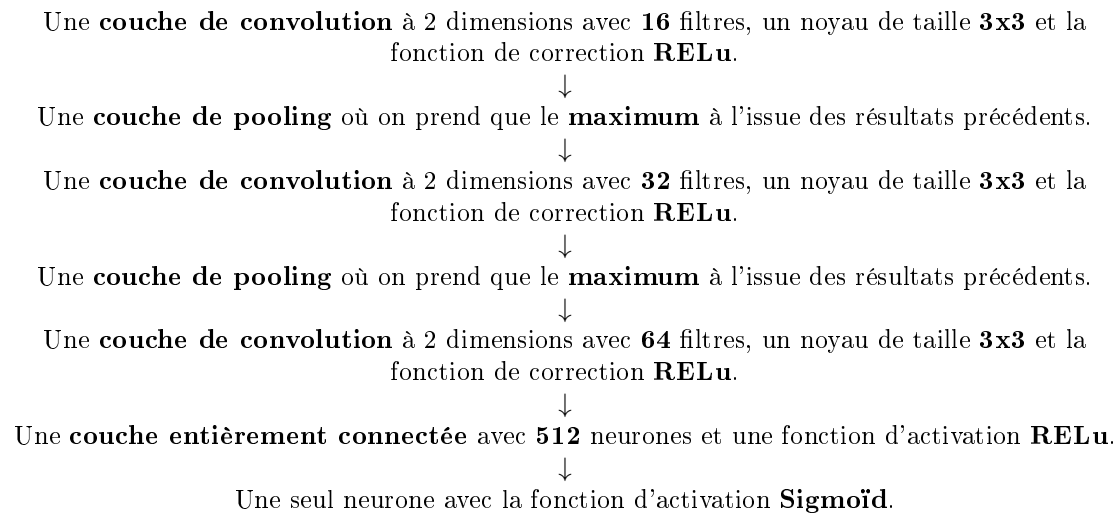 Une couche de convolution à 2 dimensions avec 16 filtres, un noyau de taille 3x3 et la
fonction de correction RELu.
↓
Une couche de pooling où on prend que le maximum à l'issue des résultats précédents.
↓
Une couche de convolution à 2 dimensions avec 32 filtres, un noyau de taille 3x3 et la
fonction de correction RELu.
↓
Une couche de pooling où on prend que le maximum à l'issue des résultats précédents.
↓
Une couche de convolution à 2 dimensions avec 64 filtres, un noyau de taille 3x3 et la
fonction de correction RELu.
↓
Une couche entièrement connectée avec 512 neurones et une fonction d'activation RELu.
↓
Une seul neurone avec la fonction d'activation Sigmoïd.